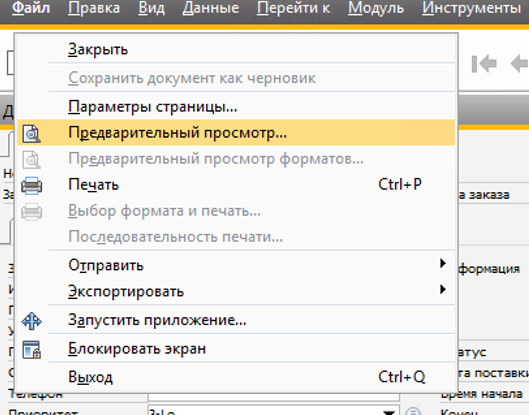 Файл Правка Вид Данные Перейти к Модуль Инструменты
Закрыть
Сохранить документ как черновик
Параметры страницы...
Предварительный просмотр...
Предварительный просмотр форматов...
Печать Ctrl+P
Выбор формата и печать...
а заказа
Последовательность печати...
Отправить
формация
Экспортировать
Запустить приложение...
Блокировать экран
татус
Выход Ctrl+Q
та поставки
Телефон
Время начала
Приоритет
Конец